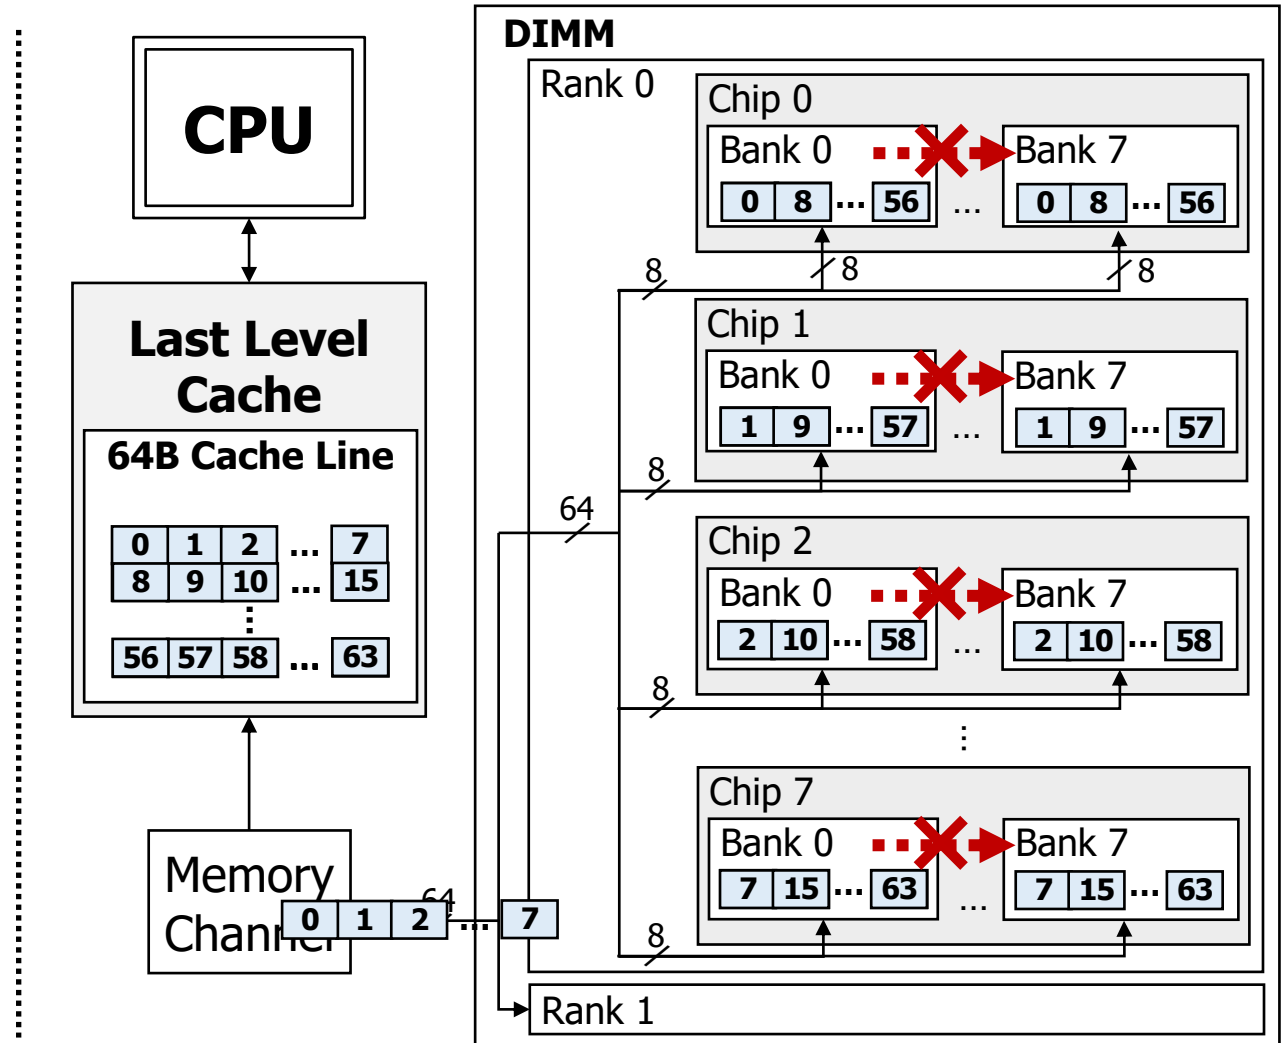 CPU
Last Level
Cache
64B Cache Line
0 1 2 ... 7
8 9 10 ... 15
56 57 58 ... 63
Memory
Channel
0 1 2 ... 7
64
DIMM
Rank 0
64
Chip 0
Bank 0
0 8 ... 56
...
Bank 7
0 8 ... 56
8
8
8
Chip 1
Bank 0
1 9 ... 57
...
Bank 7
1 9 ... 57
8
Chip 2
Bank 0
2 10 ... 58
...
Bank 7
2 10 ... 58
8
Chip 7
Bank 0
7 15 ... 63
...
Bank 7
7 15 ... 63
8
Rank 1